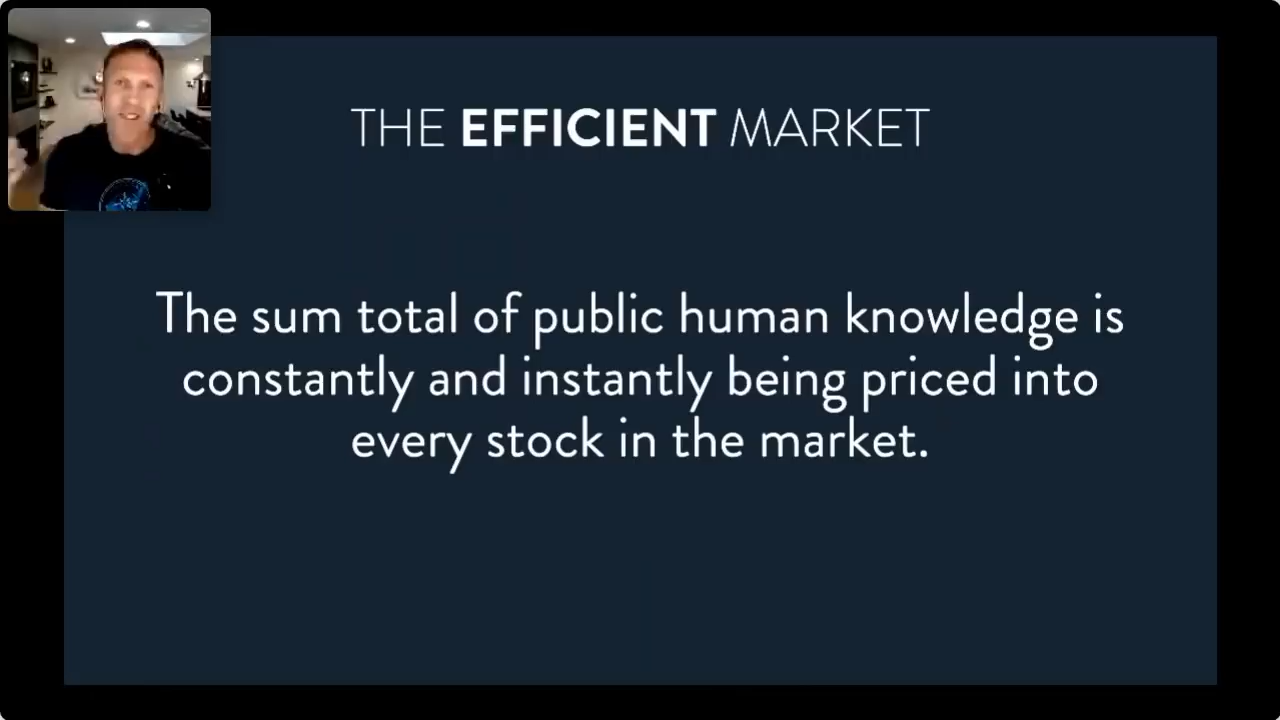 THE EFFICIENT MARKET
The sum total of public human knowledge is
constantly and instantly being priced into
every stock in the market.